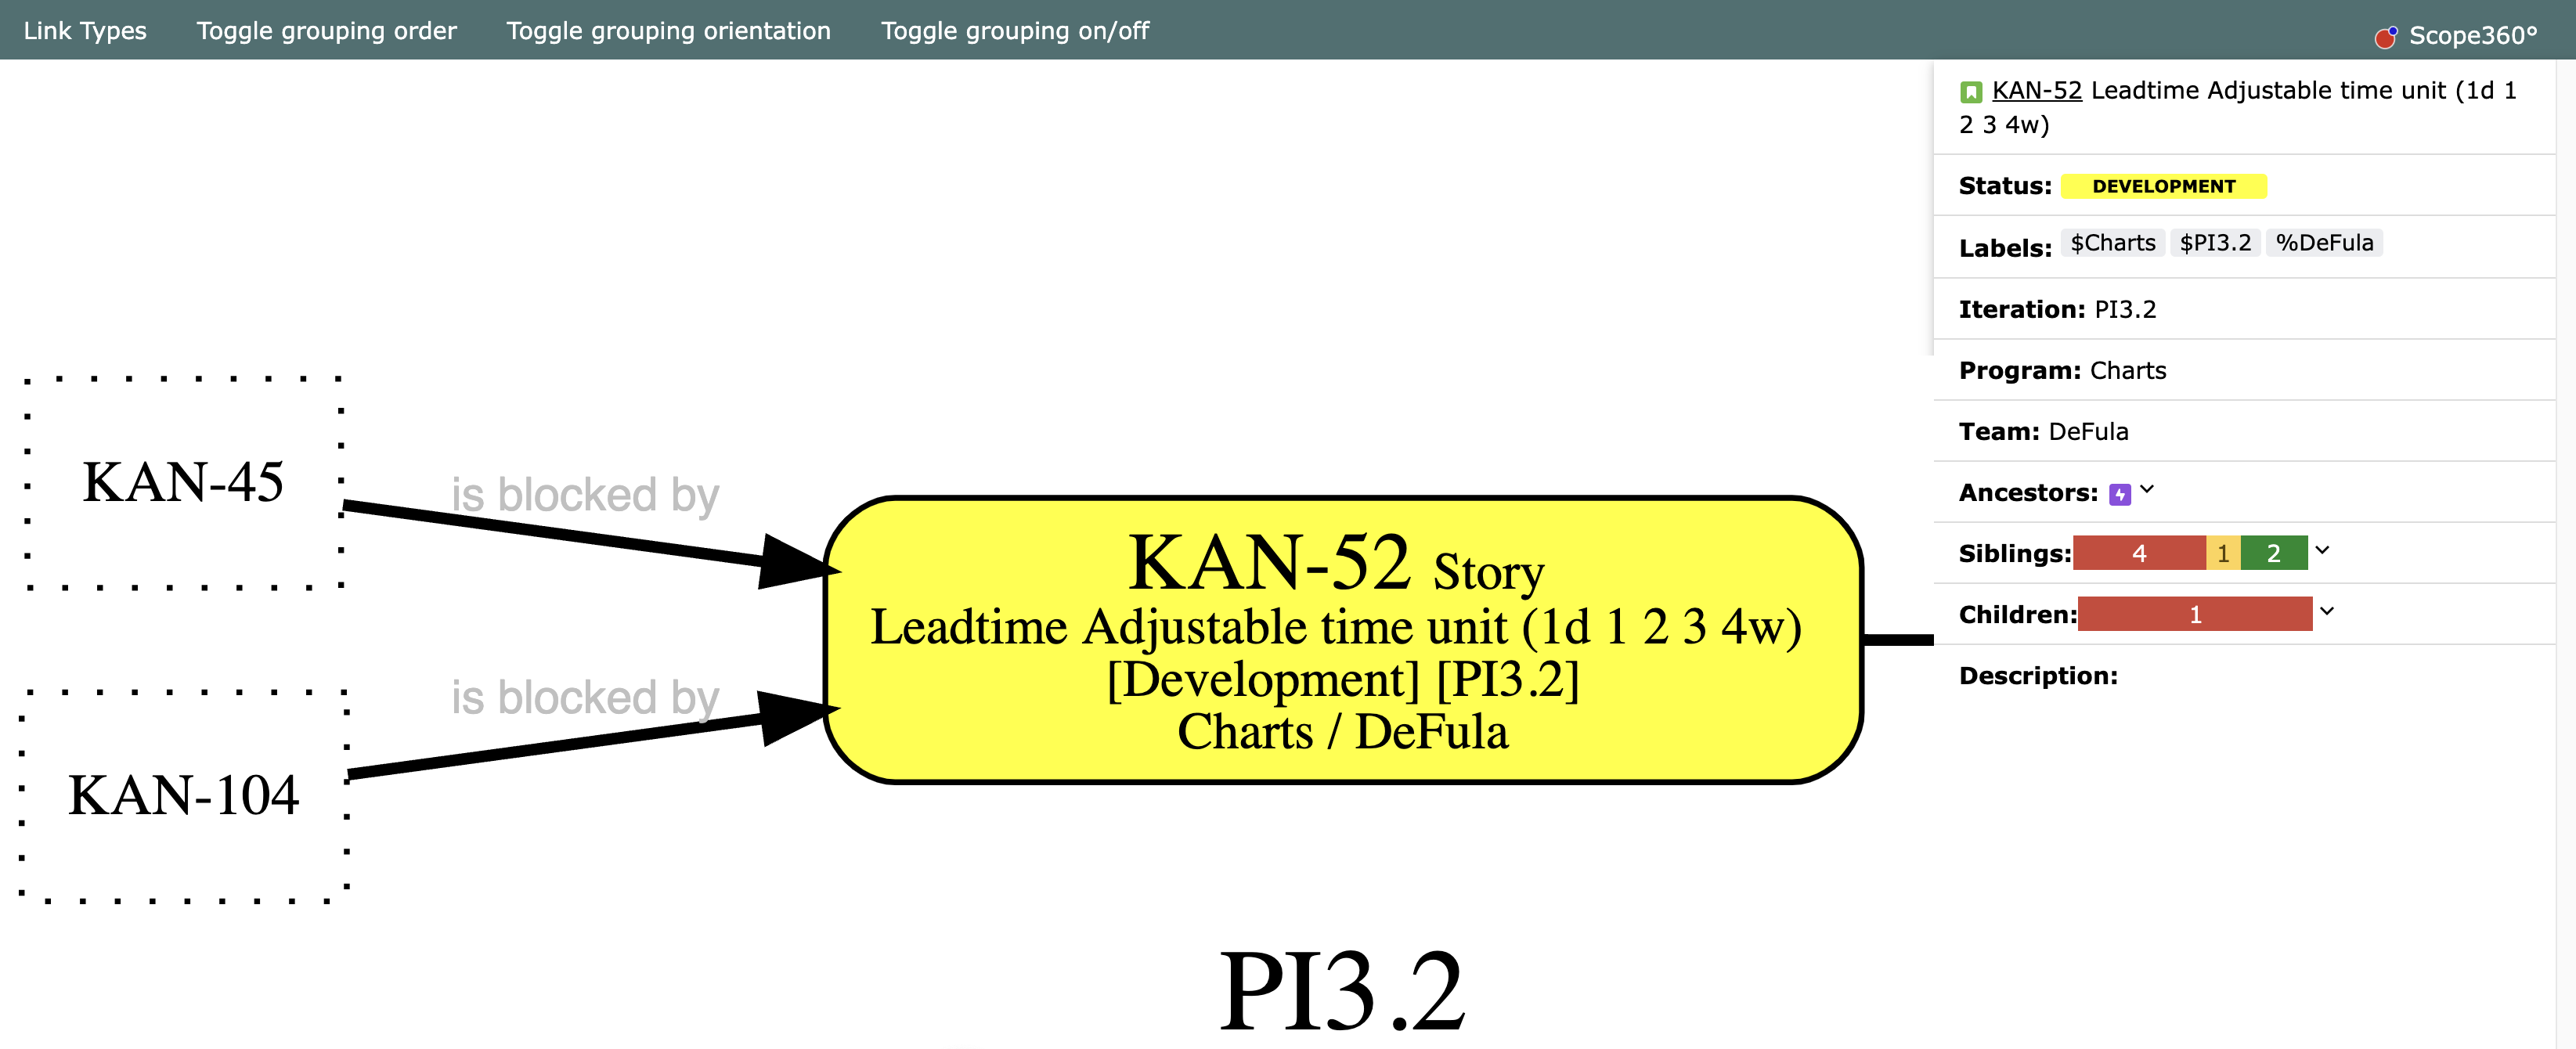 Link Types Toggle grouping order Toggle grouping orientation Toggle grouping on/off Scope360°
KAN-52 Leadtime Adjustable time unit (1d 1
2 3 4w)
Status: DEVELOPMENT
Labels: $Charts $PI3.2 %DeFula
Iteration: PI3.2
Program: Charts
Team: DeFula
Ancestors:
Siblings: 4 1 2
Children: 1
Description:
KAN-45
is blocked by
KAN-104
is blocked by
KAN-52 Story
Leadtime Adjustable time unit (1d 1 2 3 4w)
[Development] [PI3.2]
Charts / DeFula
PI3.2